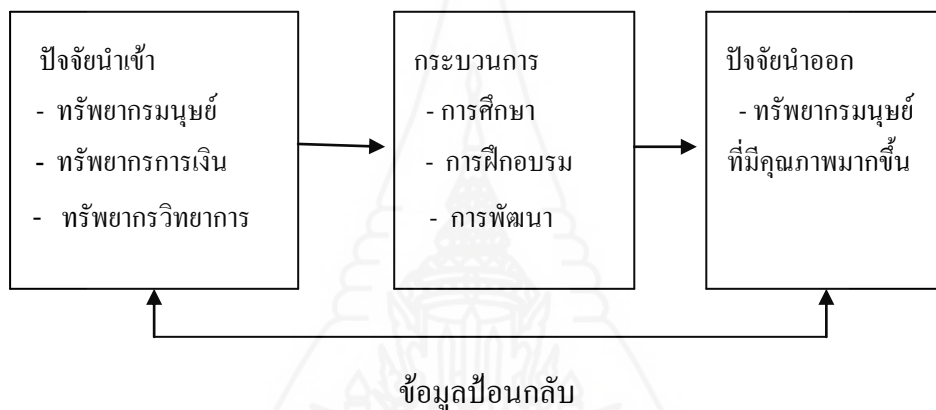 ปัจจัยนำเข้า
- ทรัพยากรมนุษย์
- ทรัพยากรการเงิน
- ทรัพยากรวิทยาการ
กระบวนการ
- การศึกษา
- การฝึกอบรม
- การพัฒนา
ปัจจัยนำออก
- ทรัพยากรมนุษย์
ที่มีคุณภาพมากขึ้น
ข้อมูลป้อนกลับ